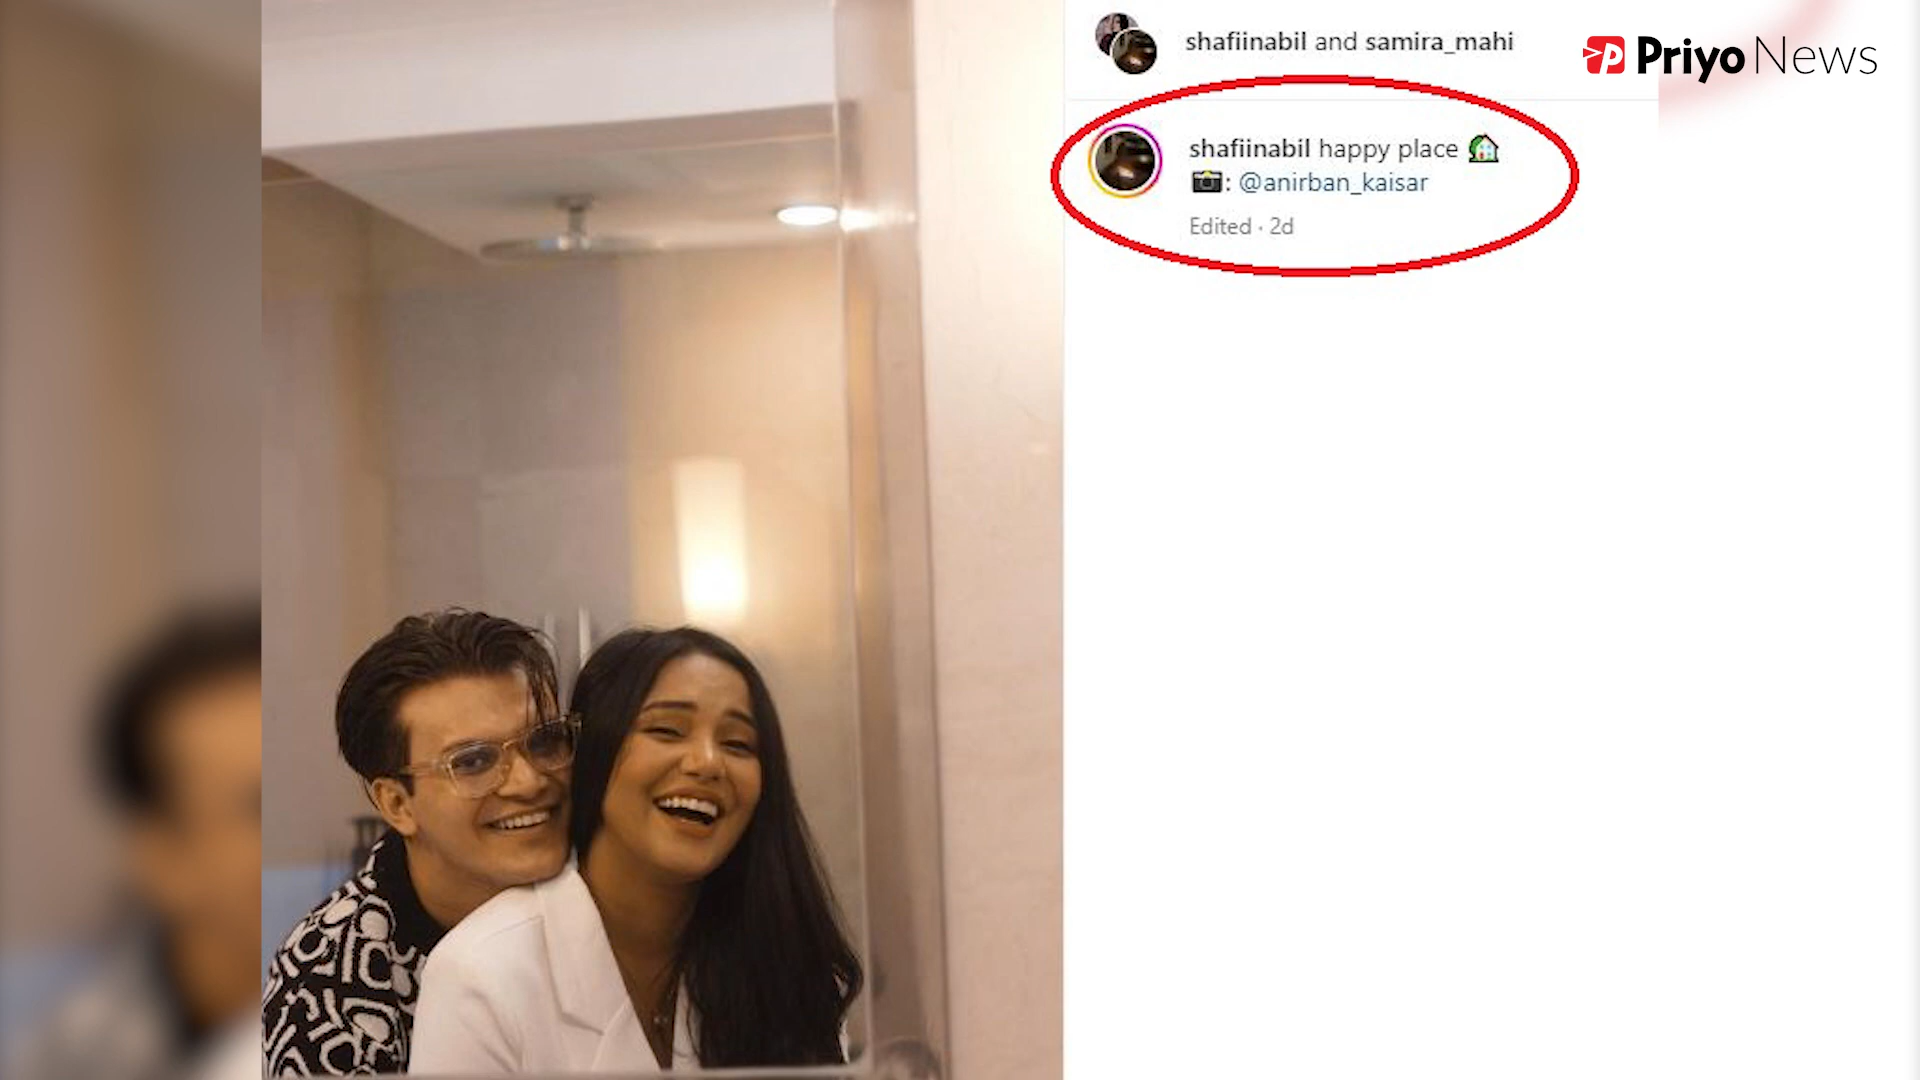 shafiinabil and samira_mahi
Priyo News
shafiinabil happy place 🏡
📷: @anirban_kaisar
Edited · 2d